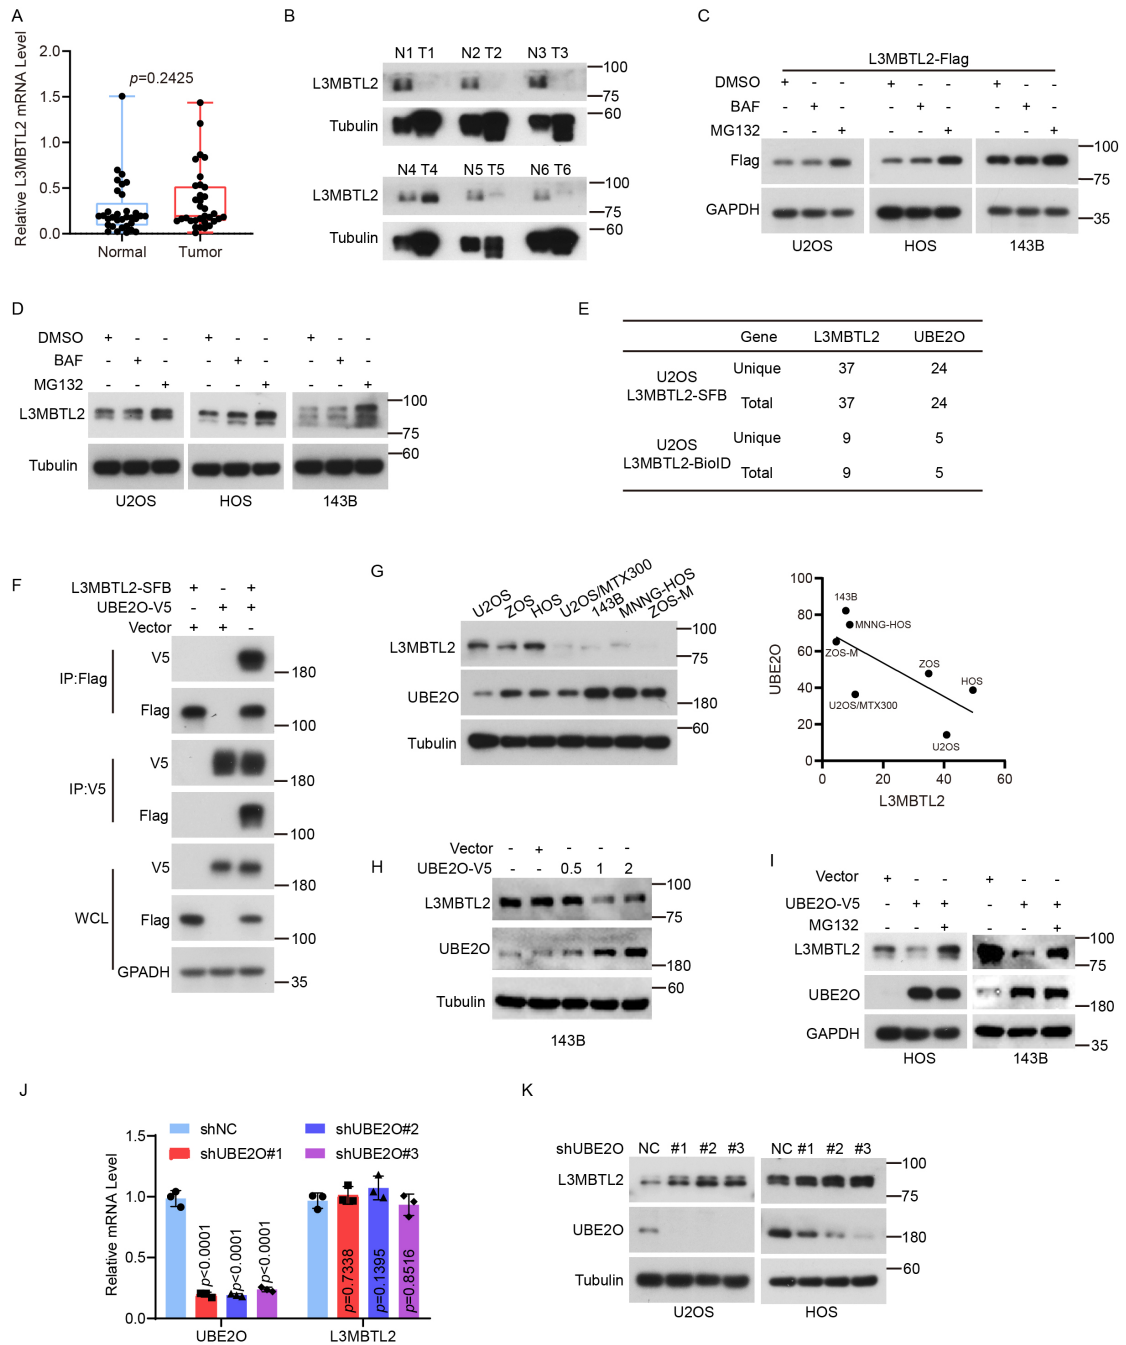 A
Relative L3MBTL2 mRNA Level
2.0
1.5
1.0
0.5
0.0
p=0.2425
Normal Tumor
B
N1 T1 N2 T2 N3 T3
L3MBTL2
100
75
Tubulin
60
N4 T4 N5 T5 N6 T6
L3MBTL2
100
75
Tubulin
60
C
L3MBTL2-Flag
DMSO + - - + - - + - -
BAF - + - - + - - + -
MG132 - - + - - + - - +
Flag
100
75
GAPDH
35
U2OS HOS 143B
D
DMSO + - - + - - + - -
BAF - + - - + - - + -
MG132 - - + - - + - - +
L3MBTL2
100
75
Tubulin
60
U2OS HOS 143B
E
Gene L3MBTL2 UBE2O
U2OS
L3MBTL2-SFB
Unique 37 24
Total 37 24
U2OS
L3MBTL2-BioID
Unique 9 5
Total 9 5
F
L3MBTL2-SFB + - +
UBE2O-V5 - + +
Vector + + -
IP:Flag
V5
180
Flag
100
IP:V5
V5
180
Flag
100
WCL
V5
180
Flag
100
GPADH
35
G
U2OS ZOS HOS U2OS/MTX300 143B MNNG-HOS ZOS-M
L3MBTL2
100
75
UBE2O
180
Tubulin
60
UBE2O
100
80
60
40
20
0
143B
MNNG-HOS
ZOS-M
ZOS
HOS
U2OS/MTX300
U2OS
0 20 40 60
L3MBTL2
H
Vector - + - - -
UBE2O-V5 - - 0.5 1 2
L3MBTL2
100
75
UBE2O
180
Tubulin
60
143B
I
Vector + - - + - -
UBE2O-V5 - + + - + +
MG132 - - + - - +
L3MBTL2
100
75
UBE2O
180
GAPDH
35
HOS 143B
J
shNC shUBE2O#2
shUBE2O#1 shUBE2O#3
Relative mRNA Level
1.5
1.0
0.5
0.0
p<0.0001
p<0.0001
p<0.0001
p=0.7338
p=0.1395
p=0.8516
UBE2O L3MBTL2
K
shUBE2O NC #1 #2 #3 NC #1 #2 #3
L3MBTL2
100
75
UBE2O
180
Tubulin
60
U2OS HOS